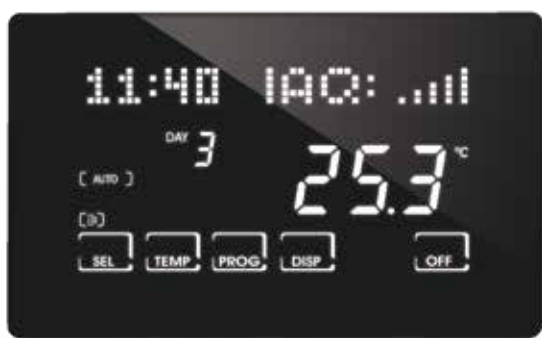 11:40 IAQ:
DAY 3
25.3 °C
[ AUTO ]
SEL TEMP PROG DISP OFF